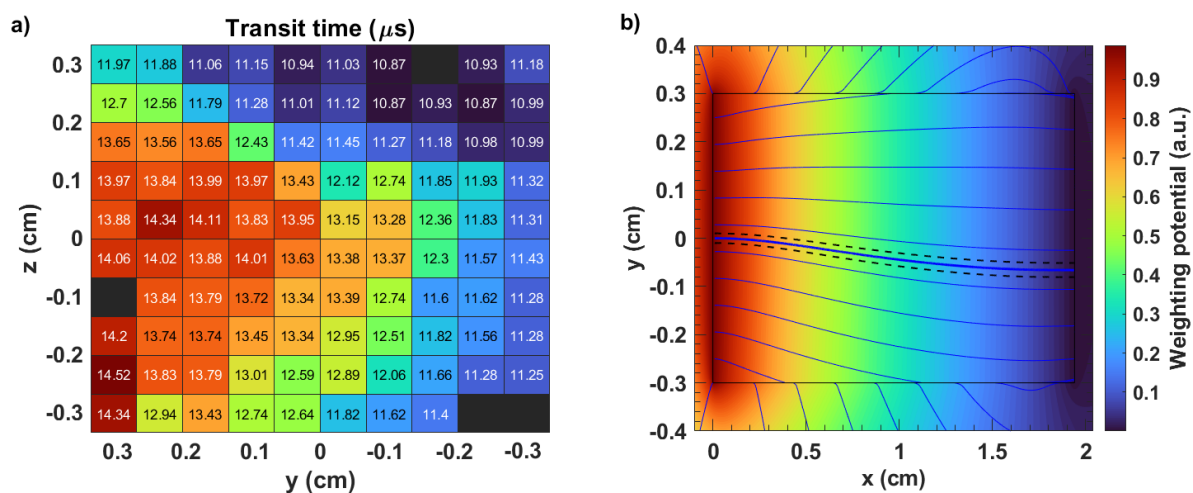 a)
Transit time (μs)
0.3
11.97 11.88 11.06 11.15 10.94 11.03 10.87 10.93 11.18
12.7 12.56 11.79 11.28 11.01 11.12 10.87 10.93 10.87 10.99
0.2
13.65 13.56 13.65 12.43 11.42 11.45 11.27 11.18 10.98 10.99
0.1
13.97 13.84 13.99 13.97 13.43 12.12 12.74 11.85 11.93 11.32
13.88 14.34 14.11 13.83 13.95 13.15 13.28 12.36 11.83 11.31
0
14.06 14.02 13.88 14.01 13.63 13.38 13.37 12.3 11.57 11.43
-0.1
13.84 13.79 13.72 13.34 13.39 12.74 11.6 11.62 11.28
14.2 13.74 13.74 13.45 13.34 12.95 12.51 11.82 11.56 11.28
-0.2
14.52 13.83 13.79 13.01 12.59 12.89 12.06 11.66 11.28 11.25
-0.3
14.34 12.94 13.43 12.74 12.64 11.82 11.62 11.4
z (cm)
0.3 0.2 0.1 0 -0.1 -0.2 -0.3
y (cm)
b)
0.4
0.3
0.2
0.1
0
-0.1
-0.2
-0.3
-0.4
y (cm)
0 0.5 1 1.5 2
x (cm)
0.9
0.8
0.7
0.6
0.5
0.4
0.3
0.2
0.1
Weighting potential (a.u.)